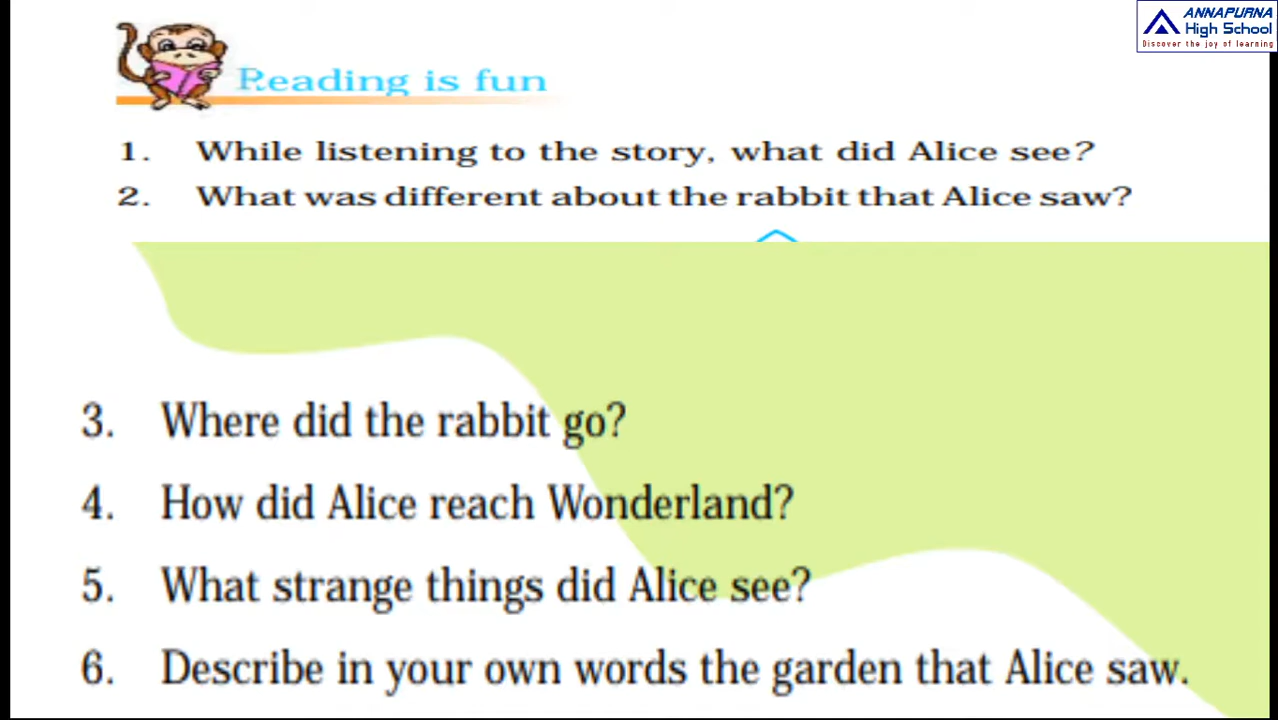 ANNAPURNA
High School
Discover the joy of learning
Reading is fun
1. While listening to the story, what did Alice see?
2. What was different about the rabbit that Alice saw?
3. Where did the rabbit go?
4. How did Alice reach Wonderland?
5. What strange things did Alice see?
6. Describe in your own words the garden that Alice saw.